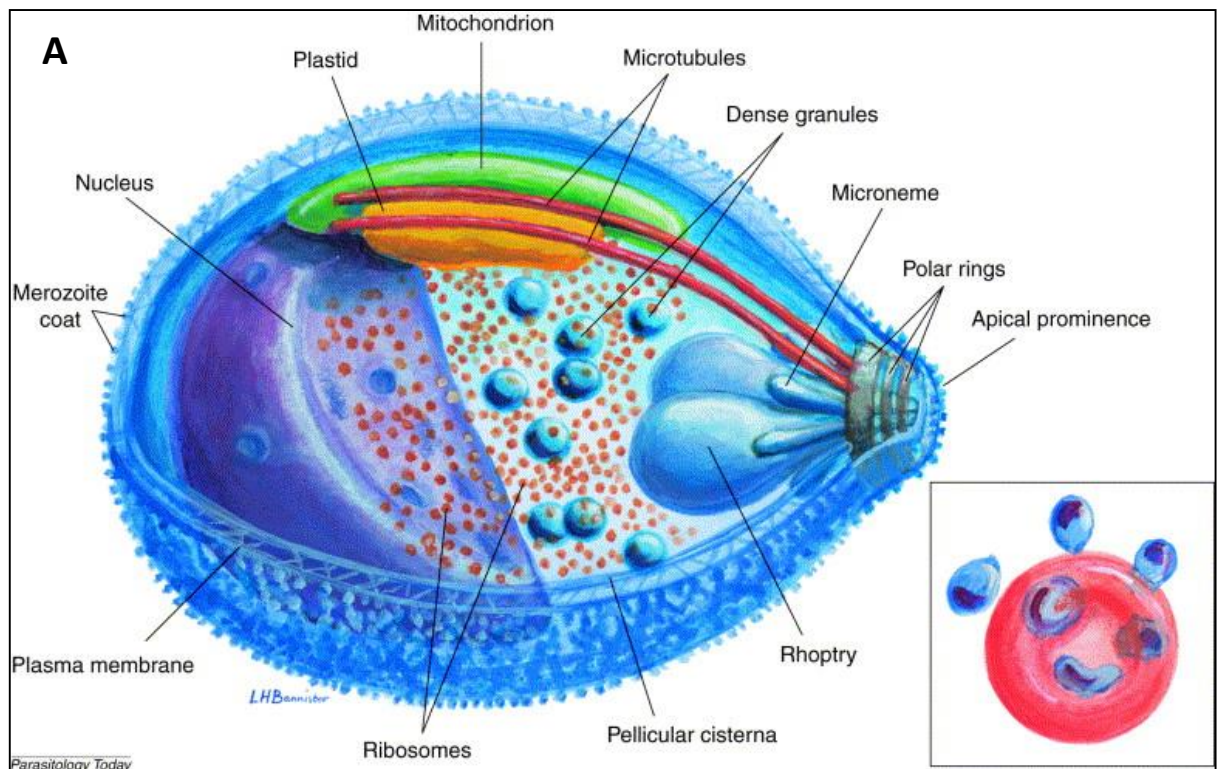 A
Mitochondrion
Plastid
Microtubules
Dense granules
Nucleus
Microneme
Polar rings
Merozoite
coat
Apical prominence
Plasma membrane
Rhoptry
LHBannister
Pellicular cisterna
Ribosomes
Parasitology Today